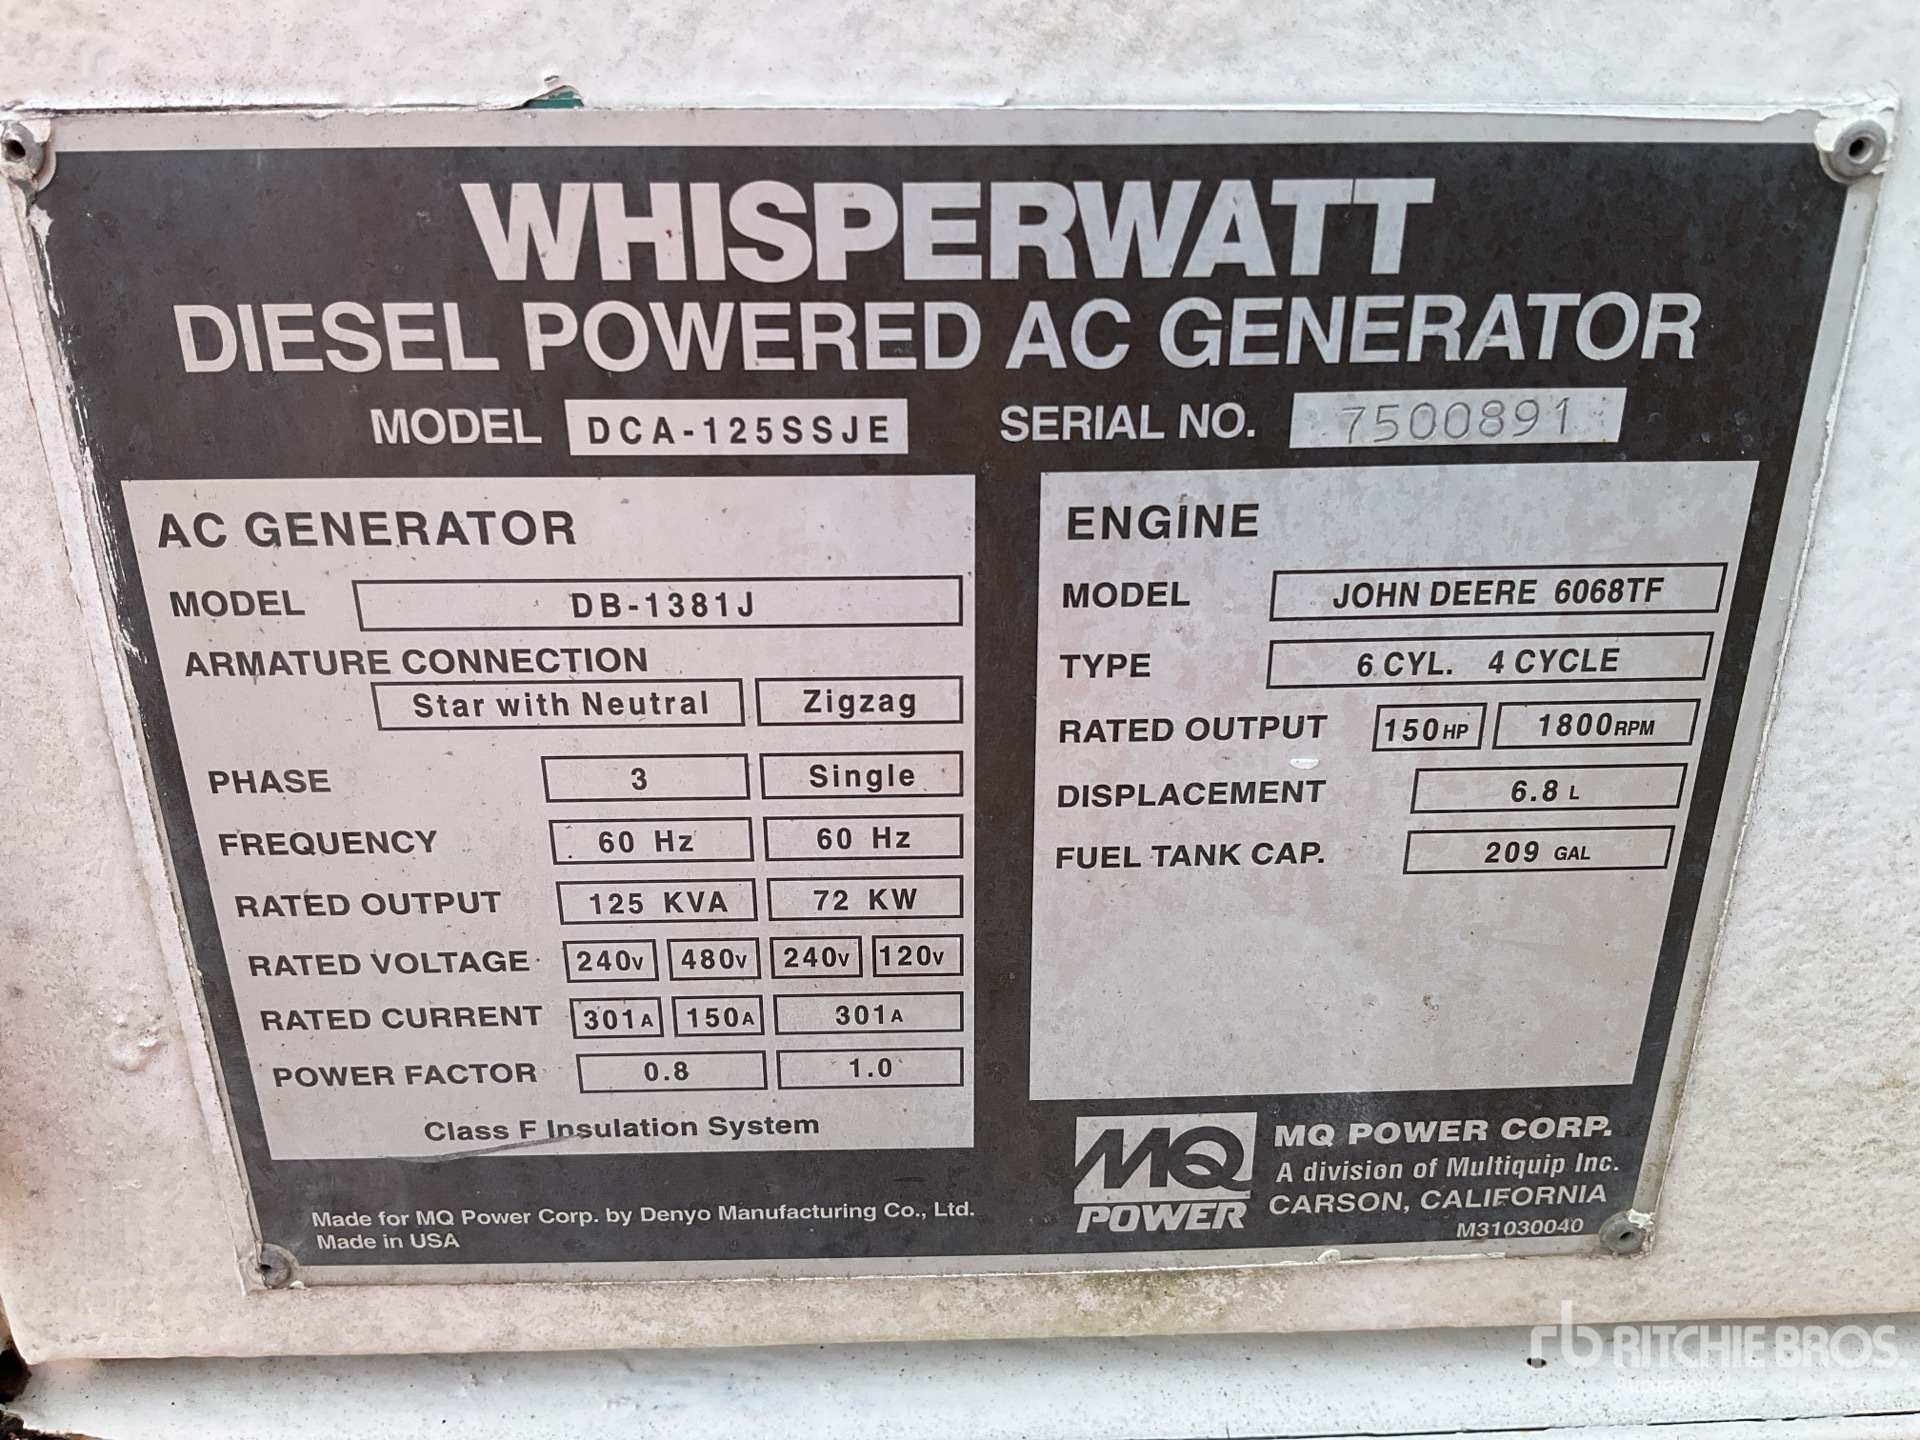 WHISPERWATT
DIESEL POWERED AC GENERATOR
MODEL DCA-125SSJE SERIAL NO. 7500891
AC GENERATOR
MODEL DB-1381J
ARMATURE CONNECTION
Star with Neutral Zigzag
PHASE 3 Single
FREQUENCY 60 Hz 60 Hz
RATED OUTPUT 125 KVA 72 KW
RATED VOLTAGE 240V 480V 240V 120V
RATED CURRENT 301A 150A 301A
POWER FACTOR 0.8 1.0
Class F Insulation System
ENGINE
MODEL JOHN DEERE 6068TF
TYPE 6 CYL. 4 CYCLE
RATED OUTPUT 150HP 1800RPM
DISPLACEMENT 6.8 L
FUEL TANK CAP. 209 GAL
Made for MQ Power Corp. by Denyo Manufacturing Co., Ltd.
Made in USA
MQ
POWER
MQ POWER CORP.
A division of Multiquip Inc.
CARSON, CALIFORNIA
M31030040
rb RITCHIE BROS.